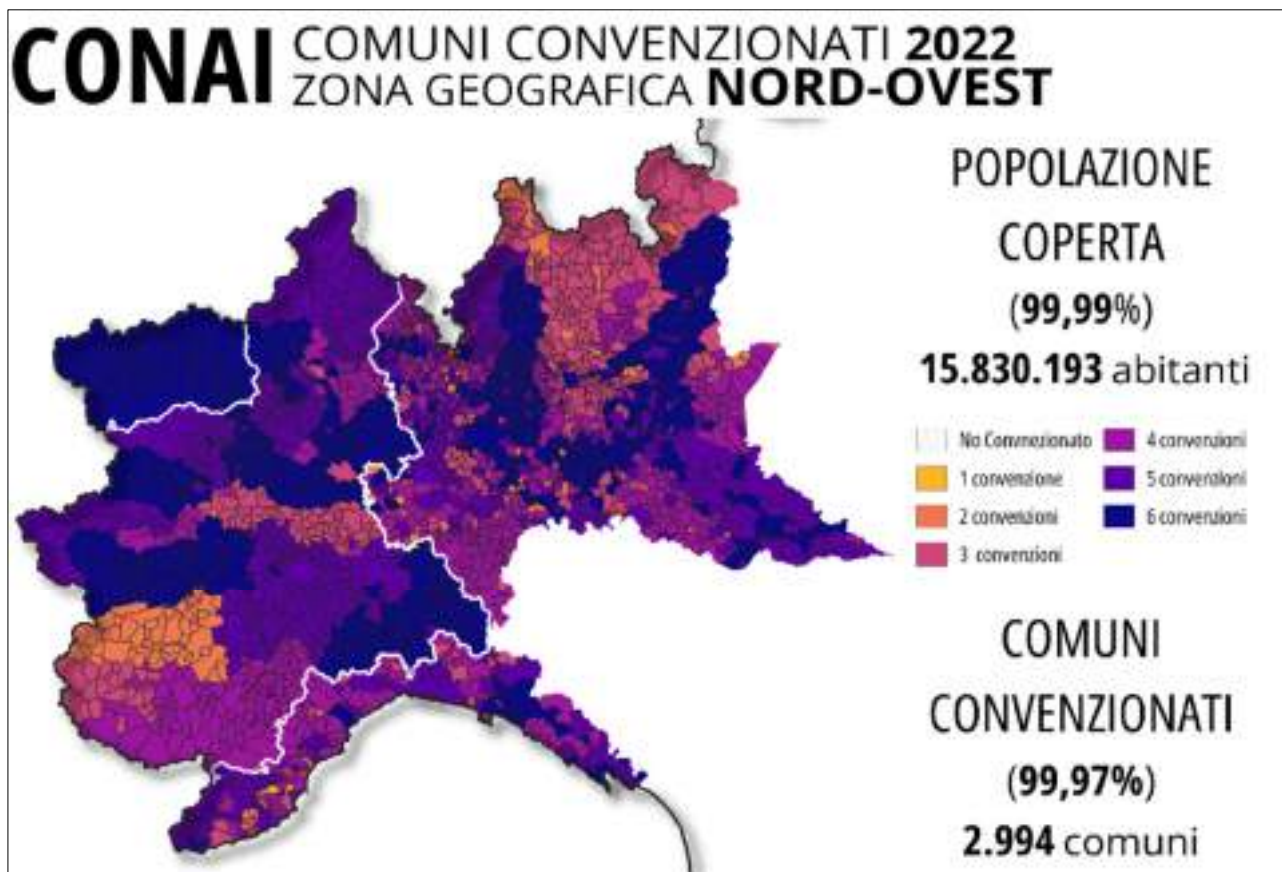 CONAI COMUNI CONVENZIONATI 2022
ZONA GEOGRAFICA NORD-OVEST
POPOLAZIONE
COPERTA
(99,99%)
15.830.193 abitanti
No Convnezionato
1 convenzione
2 convenzioni
3 convenzioni
4 convenzioni
5 convenzioni
6 convenzioni
COMUNI
CONVENZIONATI
(99,97%)
2.994 comuni